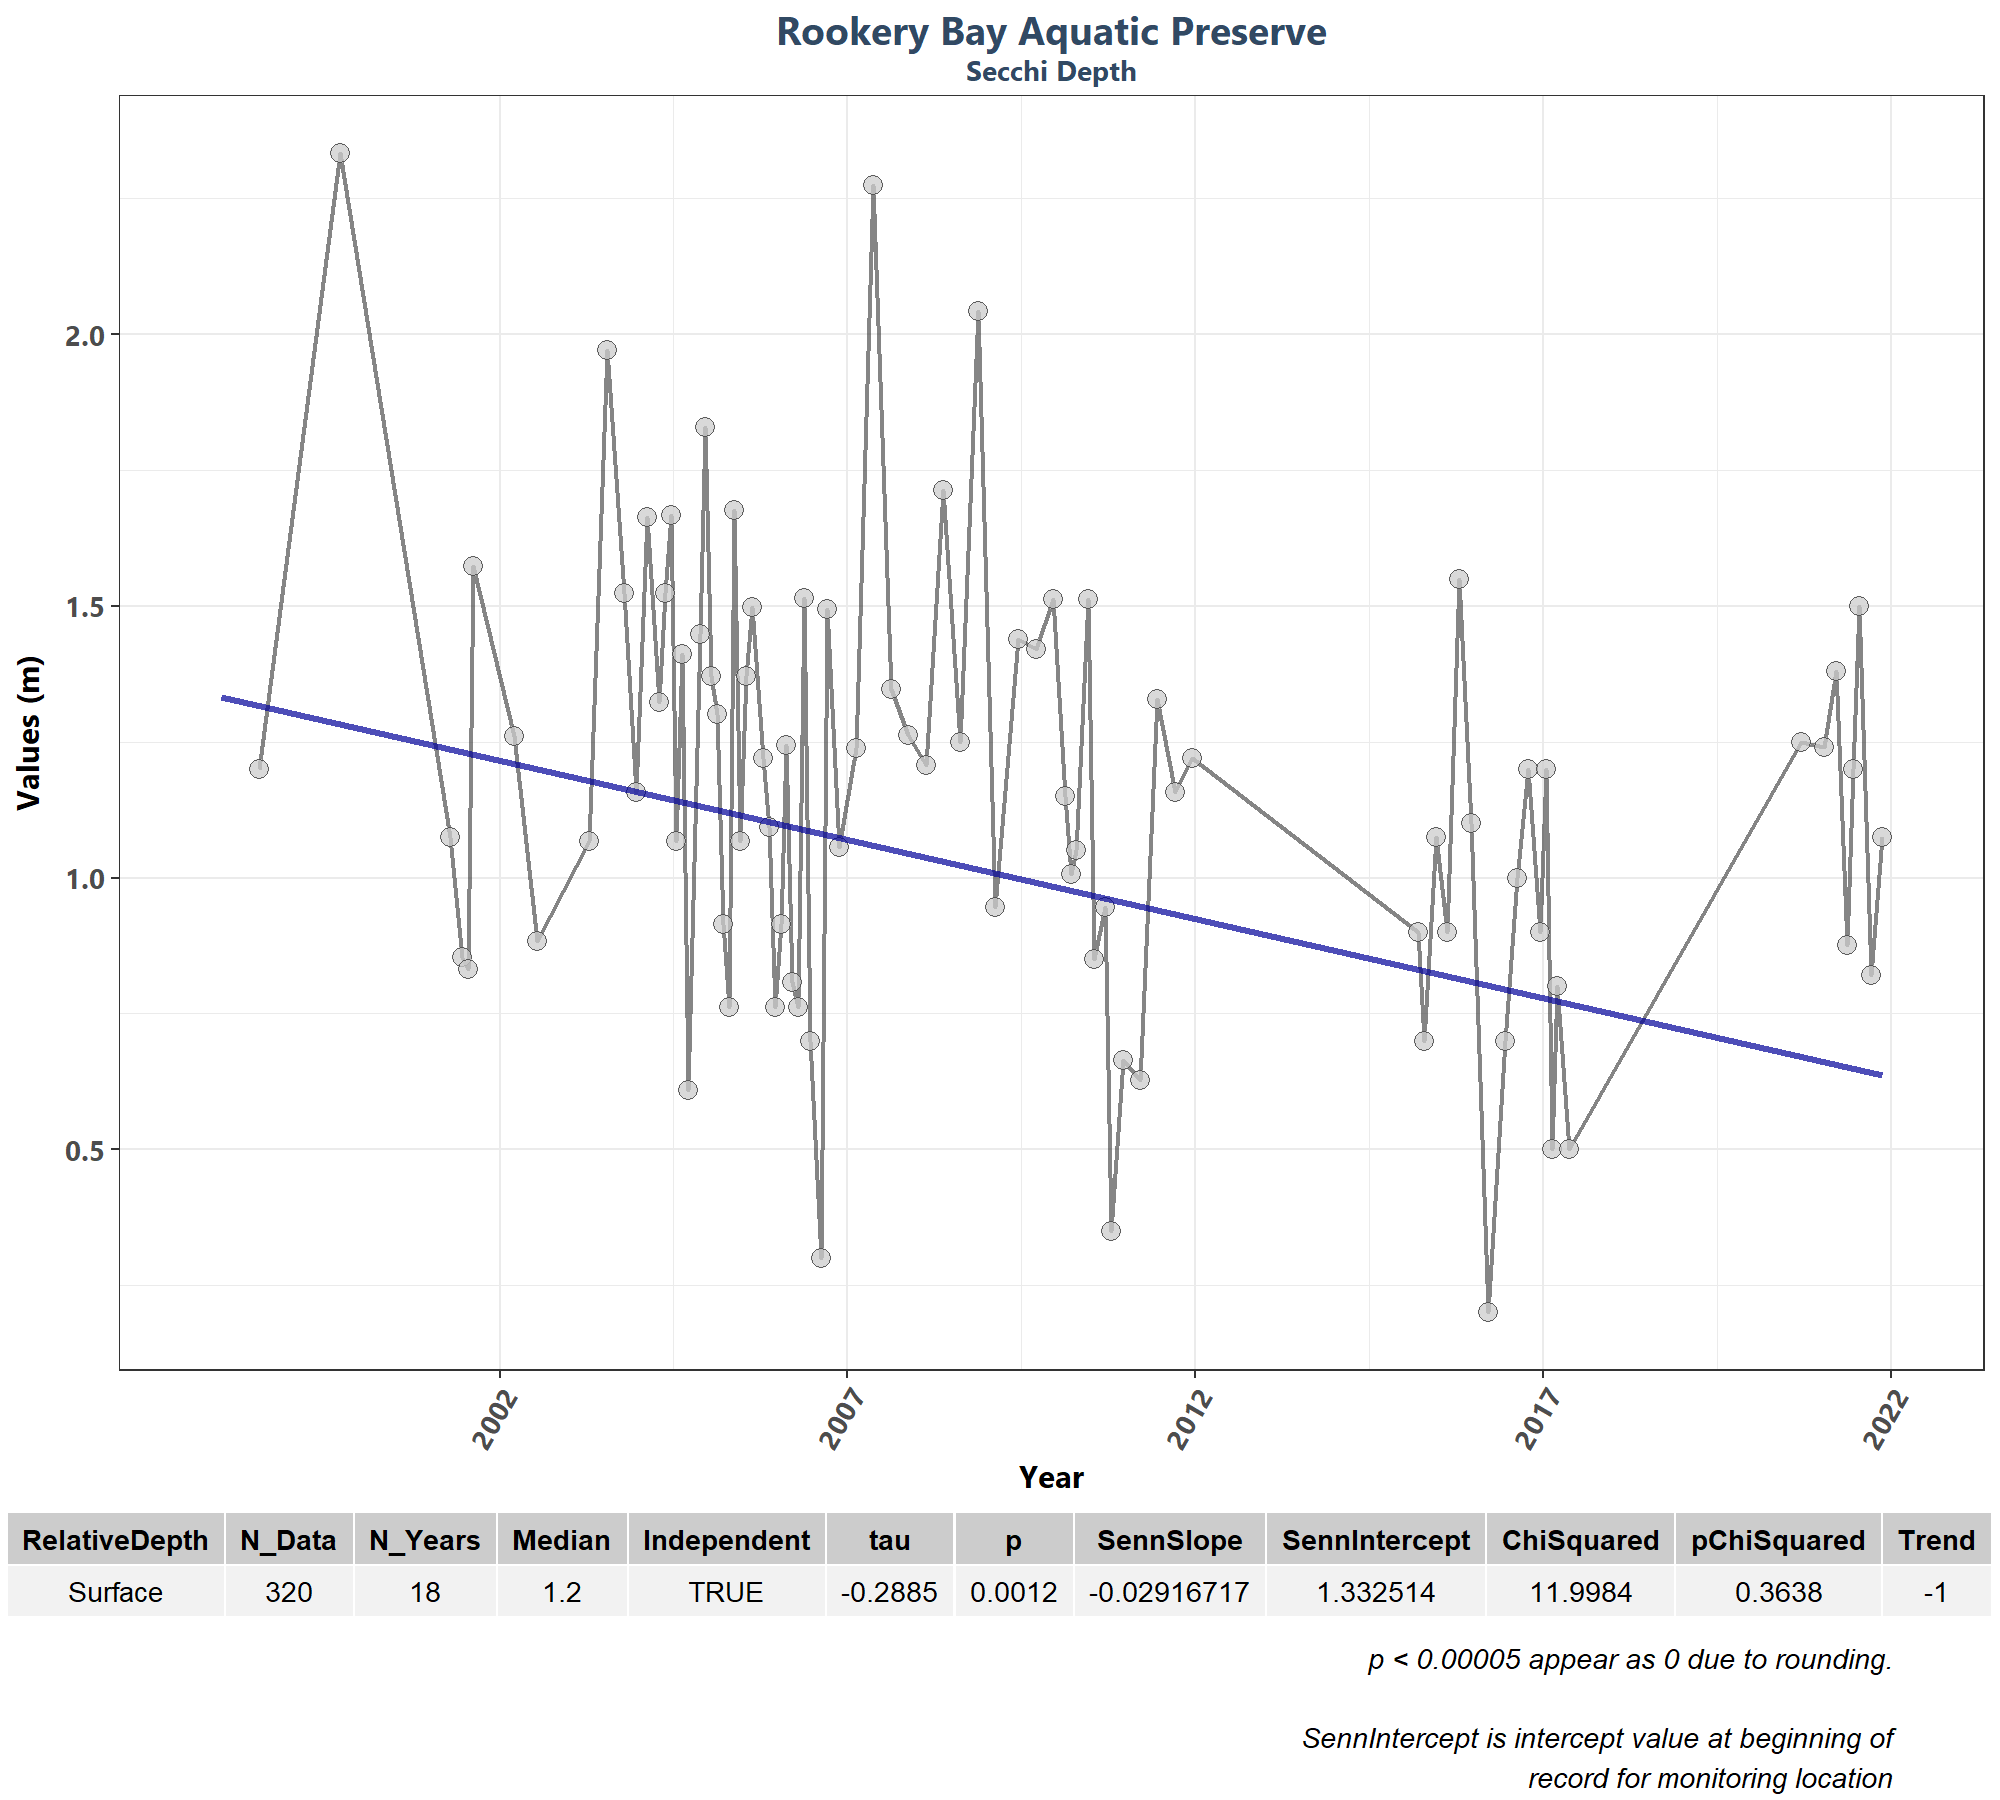 Rookery Bay Aquatic Preserve
Secchi Depth
Values (m)
2.0
1.5
1.0
0.5
2002 2007 2012 2017 2022
Year
RelativeDepth N_Data N_Years Median Independent tau p SennSlope SennIntercept ChiSquared pChiSquared Trend
Surface 320 18 1.2 TRUE -0.2885 0.0012 -0.02916717 1.332514 11.9984 0.3638 -1
p < 0.00005 appear as 0 due to rounding.
SennIntercept is intercept value at beginning of
record for monitoring location